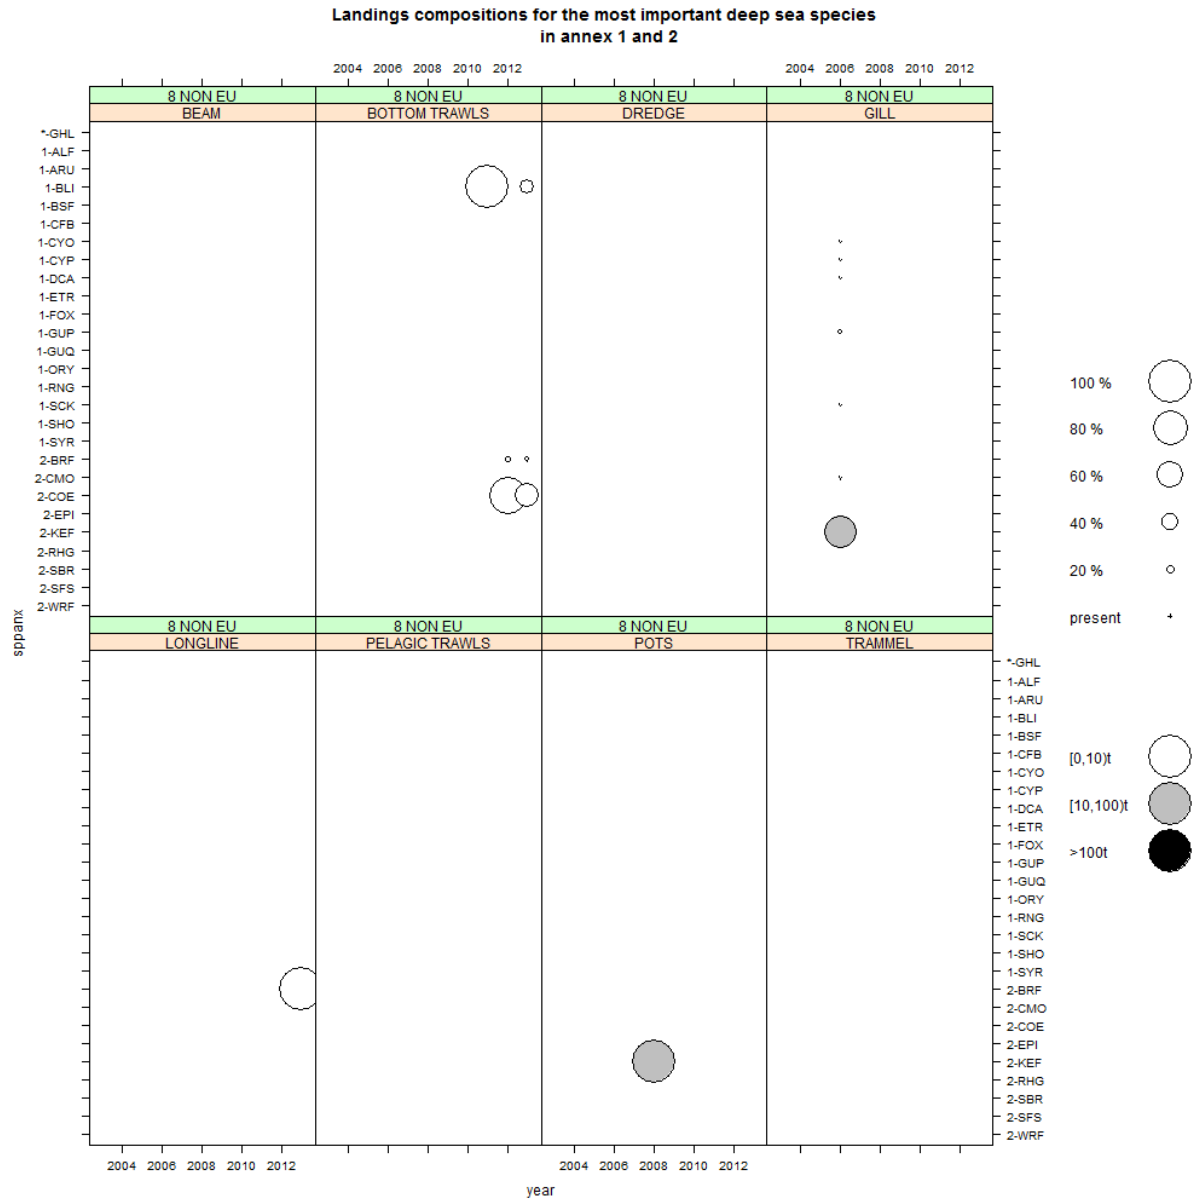 Landings compositions for the most important deep sea species
in annex 1 and 2
2004 2006 2008 2010 2012 2004 2006 2008 2010 2012
8 NON EU 8 NON EU 8 NON EU 8 NON EU
BEAM BOTTOM TRAWLS DREDGE GILL
*-GHL
1-ALF
1-ARU
1-BLI
1-BSF
1-CFB
1-CYO
1-CYP
1-DCA
1-ETR
1-FOX
1-GUP
1-GUQ
1-ORY
1-RNG
1-SCK
1-SHO
1-SYR
2-BRF
2-CMO
2-COE
2-EPI
2-KEF
2-RHG
2-SBR
2-SFS
2-WRF
sppanx
8 NON EU 8 NON EU 8 NON EU 8 NON EU
LONGLINE PELAGIC TRAWLS POTS TRAMMEL
*-GHL
1-ALF
1-ARU
1-BLI
1-BSF
1-CFB
1-CYO
1-CYP
1-DCA
1-ETR
1-FOX
1-GUP
1-GUQ
1-ORY
1-RNG
1-SCK
1-SHO
1-SYR
2-BRF
2-CMO
2-COE
2-EPI
2-KEF
2-RHG
2-SBR
2-SFS
2-WRF
2004 2006 2008 2010 2012 2004 2006 2008 2010 2012
year
100 %
80 %
60 %
40 %
20 %
present
[0,10)t
[10,100)t
>100t